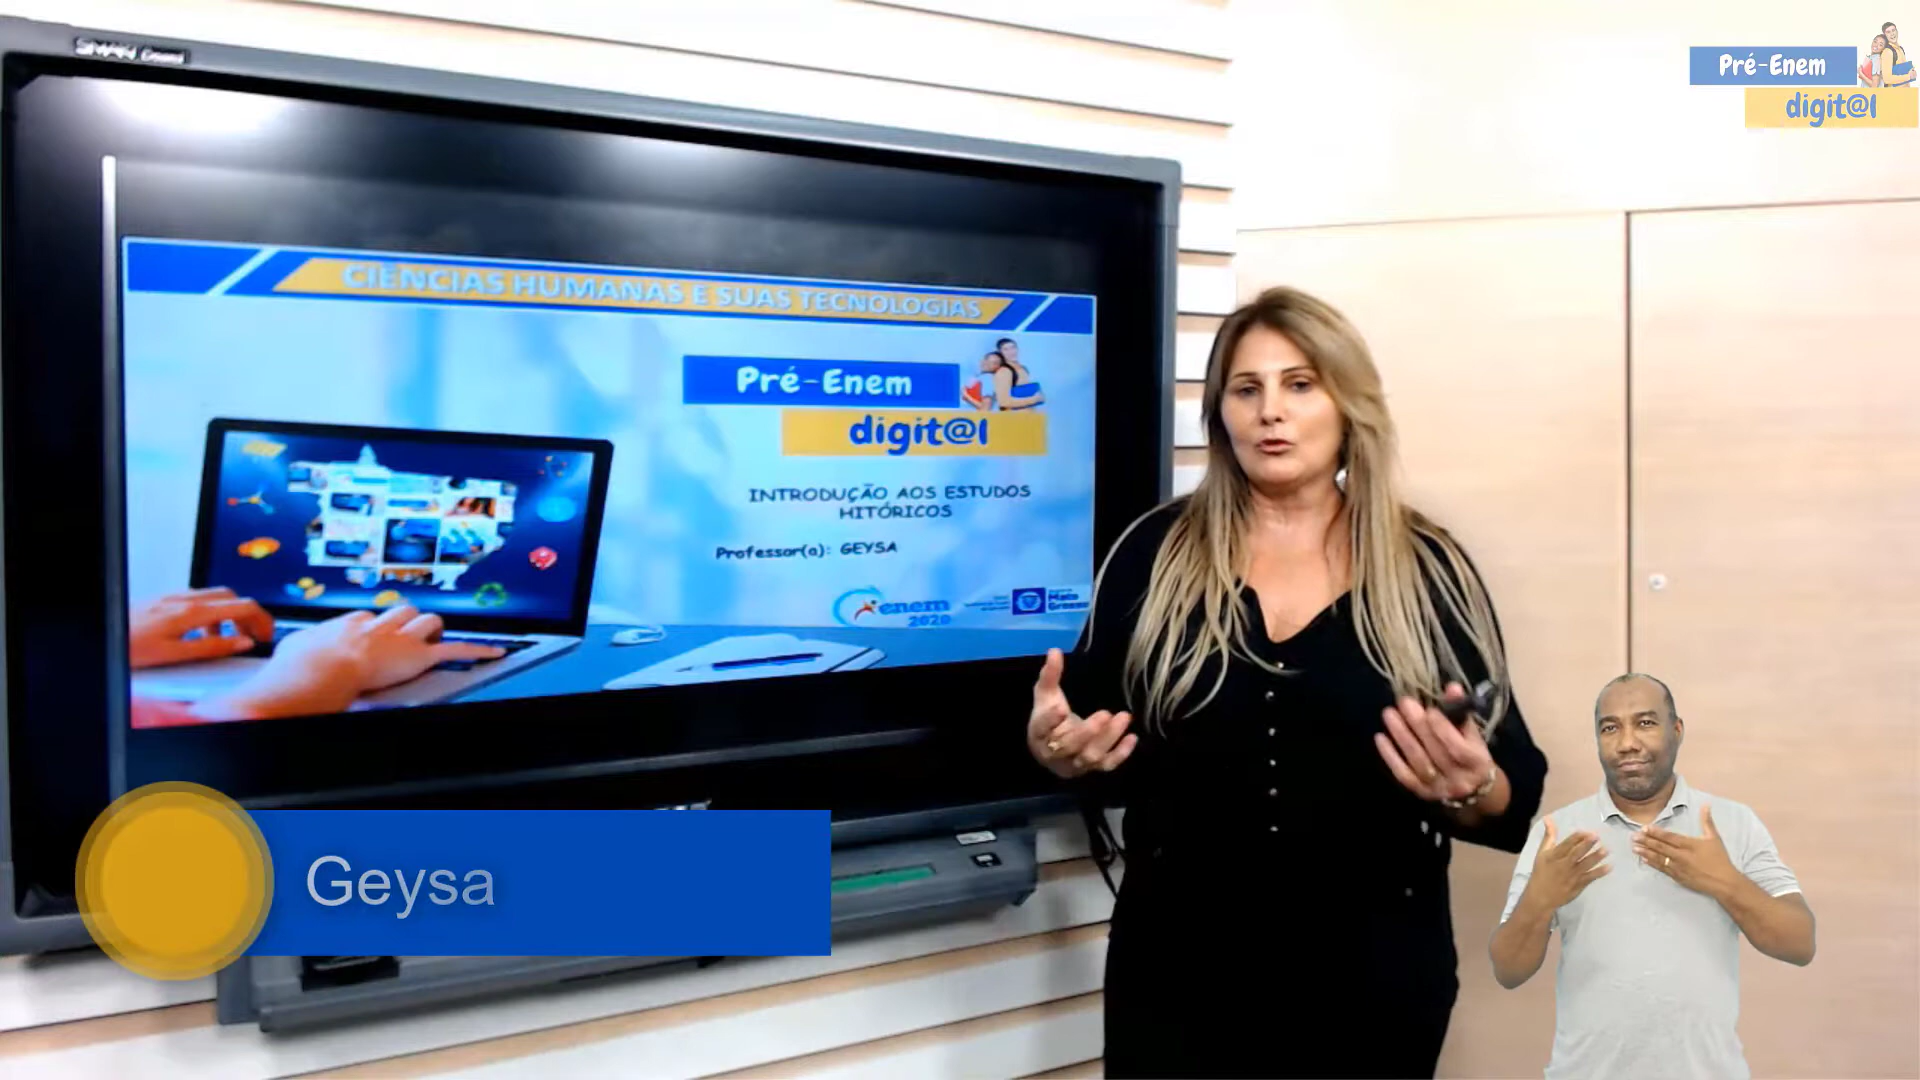 Pré-Enem
digit@l
CIÊNCIAS HUMANAS E SUAS TECNOLOGIAS
Pré-Enem
digit@l
INTRODUÇÃO AOS ESTUDOS
HITÓRICOS
Professor(a): GEYSA
enem
2020
Mato
Grosso
Geysa